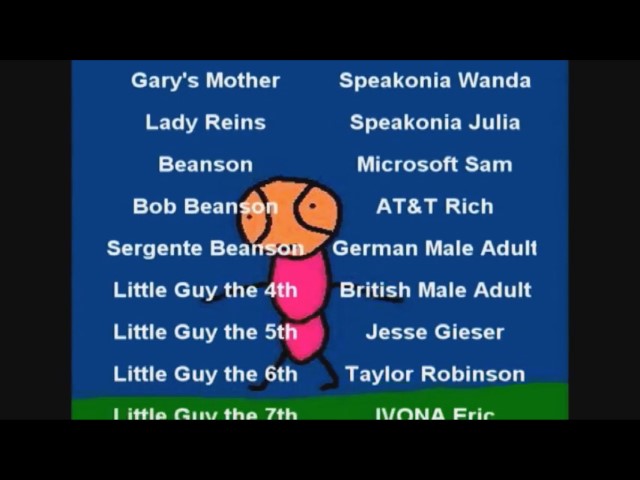 Gary's Mother Speakonia Wanda
Lady Reins Speakonia Julia
Beanson Microsoft Sam
Bob Beanson AT&T Rich
Sergente Beanson German Male Adult
Little Guy the 4th British Male Adult
Little Guy the 5th Jesse Gieser
Little Guy the 6th Taylor Robinson
Little Guy the 7th IVONA Eric